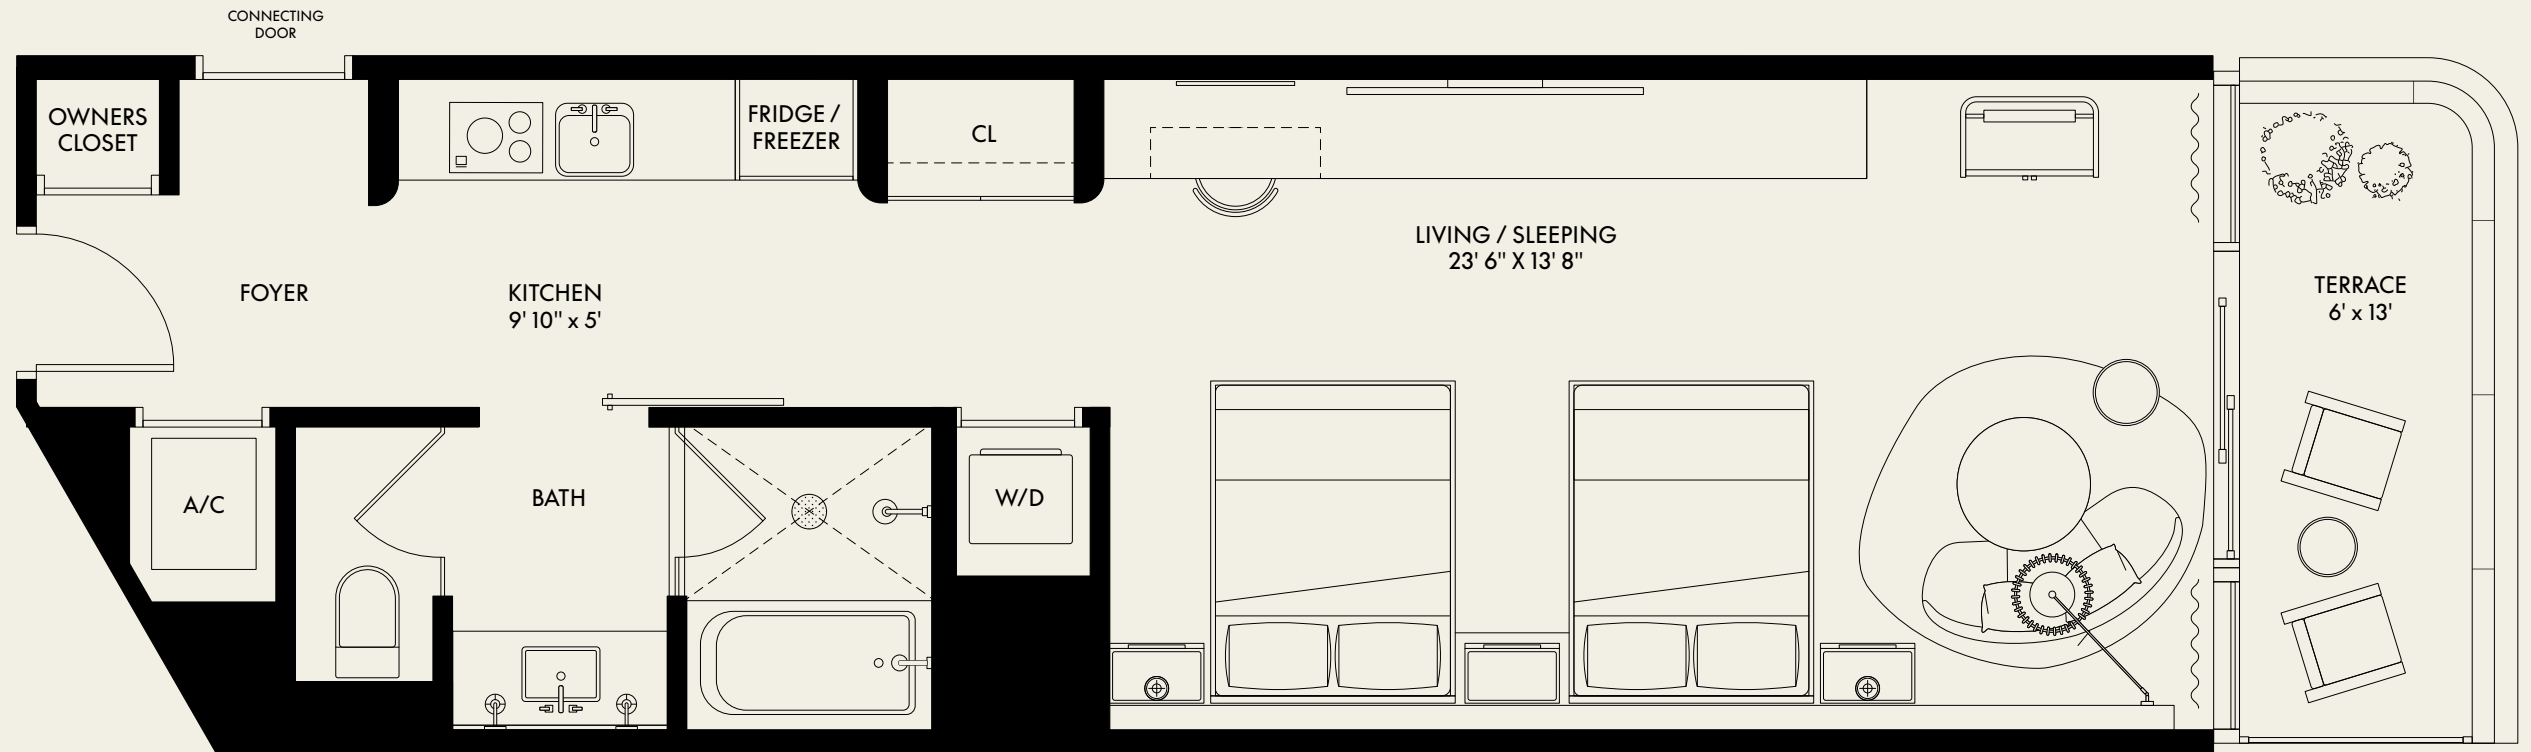 CONNECTING
DOOR
OWNERS
CLOSET
FRIDGE /
FREEZER
CL
LIVING / SLEEPING
23' 6" X 13' 8"
FOYER
KITCHEN
9' 10" x 5'
TERRACE
6' x 13'
A/C
BATH
W/D